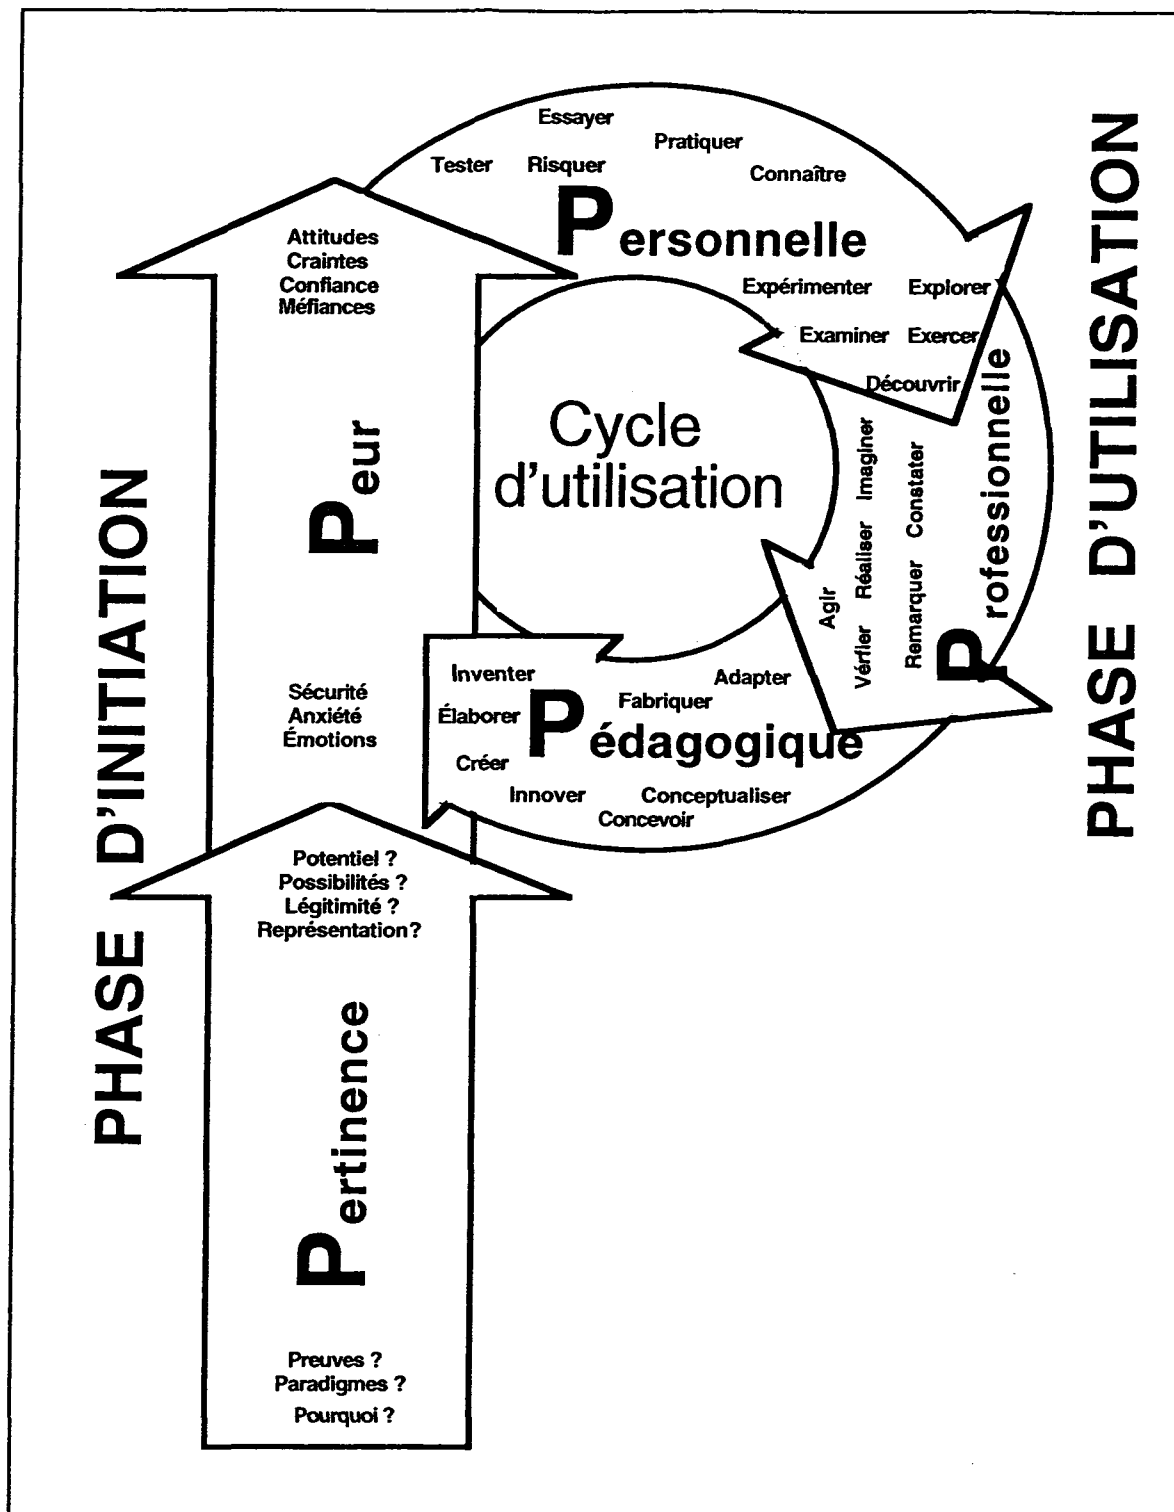 PHASE D'INITIATION
PHASE D'UTILISATION
Essayer
Pratiquer
Tester Risquer
Connaître
Personnelle
Expérimenter Explorer
Examiner Exercer
Découvrir
Attitudes
Craintes
Confiance
Méfiances
Peur
Sécurité
Anxiété
Émotions
Cycle
d'utilisation
Professionnelle
Agir
Vérfier Réaliser Imaginer
Remarquer Constater
Pédagogique
Inventer
Adapter
Fabriquer
Élaborer
Créer
Innover
Conceptualiser
Concevoir
Potentiel ?
Possibilités ?
Légitimité ?
Représentation?
Pertinence
Preuves ?
Paradigmes ?
Pourquoi ?